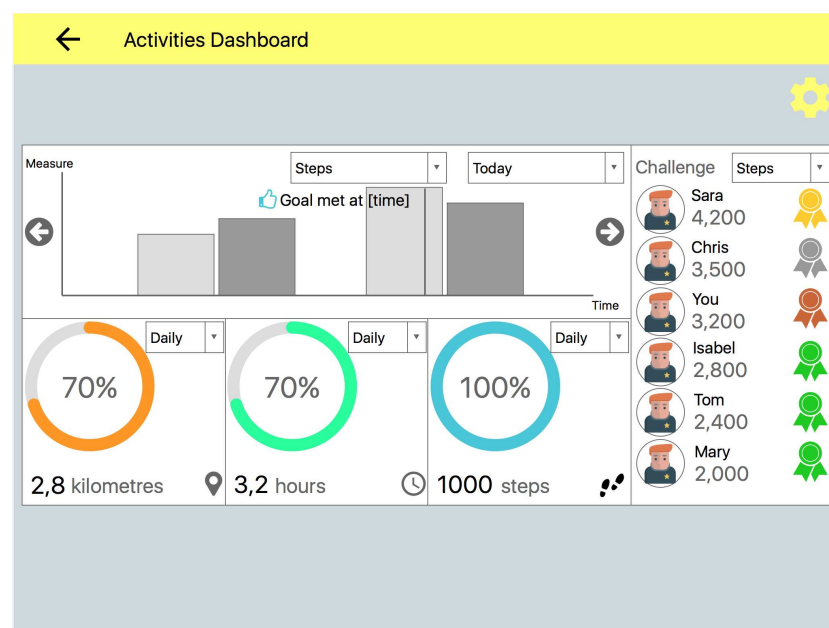 Activities Dashboard
Measure
Steps
Today
Goal met at [time]
Time
Challenge
Steps
Sara
4,200
Chris
3,500
You
3,200
Isabel
2,800
Tom
2,400
Mary
2,000
Daily
70%
2,8 kilometres
Daily
70%
3,2 hours
Daily
100%
1000 steps